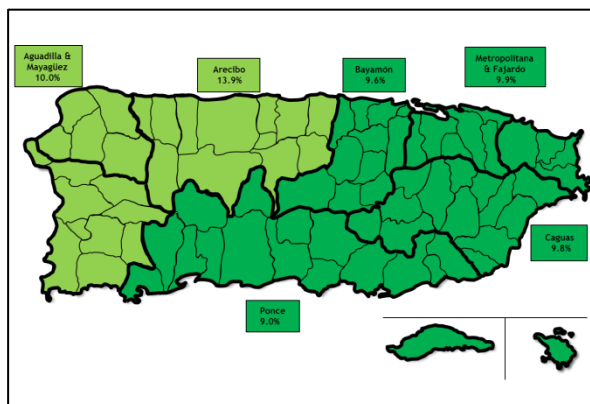 Aguadilla &
Mayagüez
10.0%
Arecibo
13.9%
Bayamón
9.6%
Metropolitana
& Fajardo
9.9%
Caguas
9.8%
Ponce
9.0%